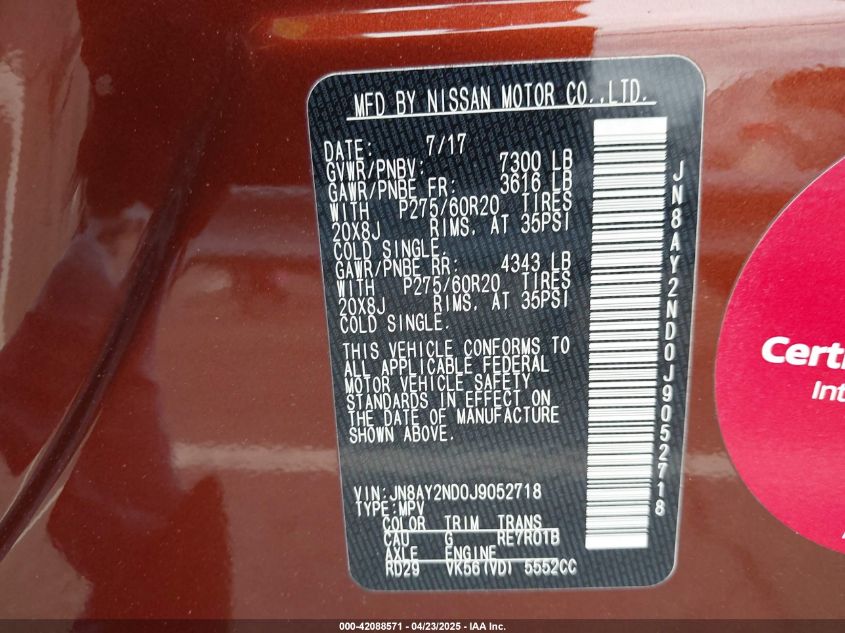 MFD BY NISSAN MOTOR CO.,LTD.
DATE: 7/17
GVWR/PNBV: 7300 LB
GAWR/PNBE FR: 3616 LB
WITH P275/60R20 TIRES
20X8J RIMS. AT 35PSI
COLD SINGLE.
GAWR/PNBE RR: 4343 LB
WITH P275/60R20 TIRES
20X8J RIMS. AT 35PSI
COLD SINGLE.
THIS VEHICLE CONFORMS TO
ALL APPLICABLE FEDERAL
MOTOR VEHICLE SAFETY
STANDARDS IN EFFECT ON
THE DATE OF MANUFACTURE
SHOWN ABOVE.
VIN:JN8AY2ND0J9052718
TYPE:MPV
COLOR TRIM TRANS
CAU G RE7R01B
AXLE ENGINE
RD29 VK56(VD) 5552CC
JN8AY2ND0J9052718
Certi
Int
000-42088571 - 04/23/2025 - IAA Inc.